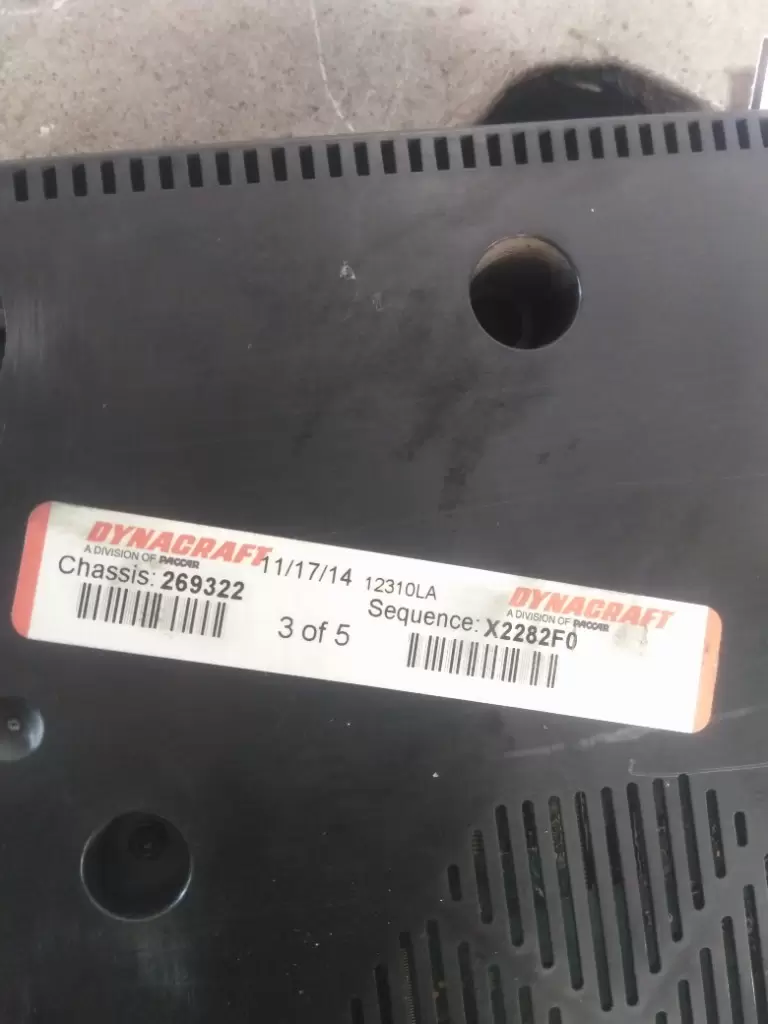 DYNACRAFT
A DIVISION OF PACCAR
Chassis: 269322
11/17/14 12310LA
3 of 5
DYNACRAFT
A DIVISION OF PACCAR
Sequence: X2282F0